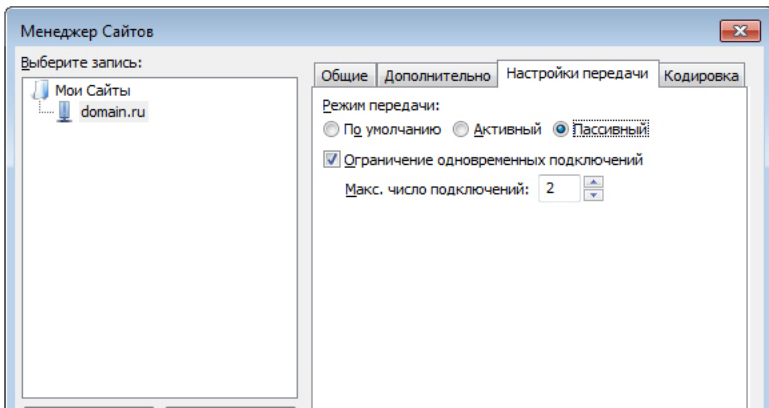 Менеджер Сайтов
Выберите запись:
Мои Сайты
domain.ru
Общие Дополнительно Настройки передачи Кодировка
Режим передачи:
По умолчанию Активный Пассивный
Ограничение одновременных подключений
Макс. число подключений: 2